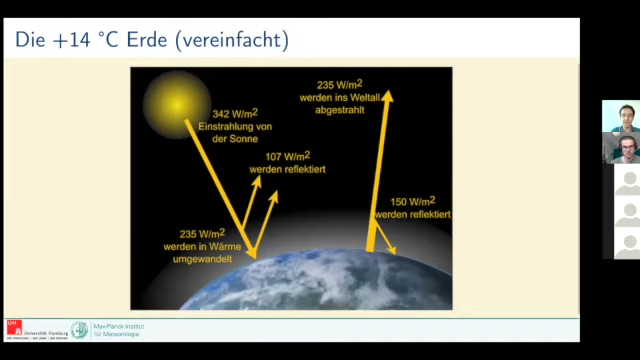 Die +14 °C Erde (vereinfacht)
235 W/m2
werden ins Weltall
abgestrahlt
342 W/m2
Einstrahlung von
der Sonne
107 W/m2
werden reflektiert
150 W/m2
werden reflektiert
235 W/m2
werden in Wärme
umgewandelt
Universität Hamburg
Max-Planck-Institut
für Meteorologie